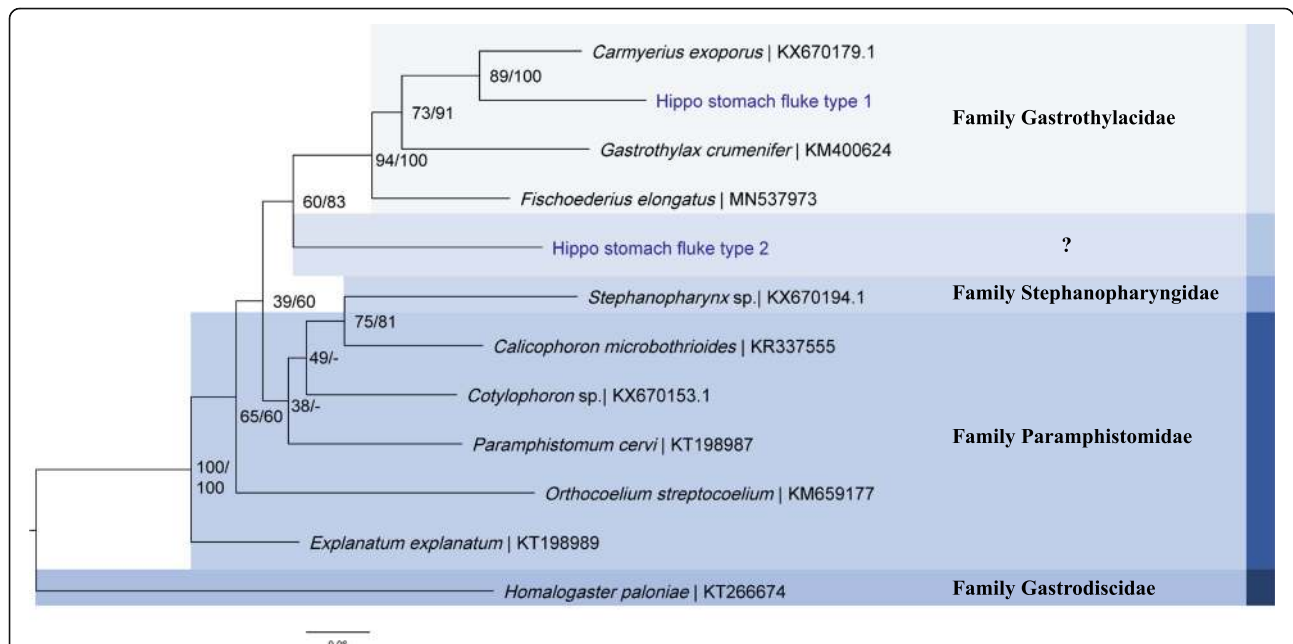 Carmyerius exoporus | KX670179.1
89/100
Hippo stomach fluke type 1
73/91
Family Gastrothylacidae
Gastrothylax crumenifer | KM400624
94/100
Fischoederius elongatus | MN537973
60/83
Hippo stomach fluke type 2
?
Stephanopharynx sp.| KX670194.1
Family Stephanopharyngidae
39/60
75/81
Calicophoron microbothrioides | KR337555
49/-
Cotylophoron sp.| KX670153.1
38/-
65/60
Paramphistomum cervi | KT198987
Family Paramphistomidae
100/
100
Orthocoelium streptocoelium | KM659177
Explanatum explanatum | KT198989
Homalogaster paloniae | KT266674
Family Gastrodiscidae